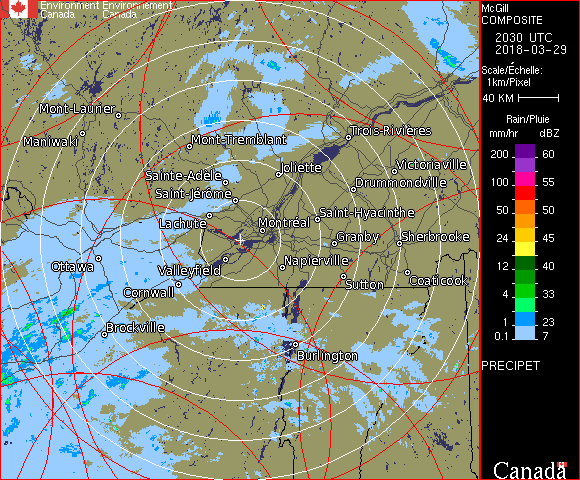 Environment Environnement
Canada Canada
McGill
COMPOSITE
2030 UTC
2018-03-29
Scale/Échelle:
1km/Pixel
40 KM
Rain/Pluie
mm/hr dBZ
200 60
150 57
100 55
50 50
24 45
12 40
4 33
1 23
0.1 7
PRECIPET
Canada
Mont-Laurier
Maniwaki
Mont-Tremblant
Trois-Rivières
Joliette
Victoriaville
Sainte-Adèle
Drummondville
Saint-Jérôme
Saint-Hyacinthe
Lachute
Montréal
Granby
Sherbrooke
Ottawa
Valleyfield
Napierville
Cornwall
Sutton
Coaticook
Brockville
Burlington